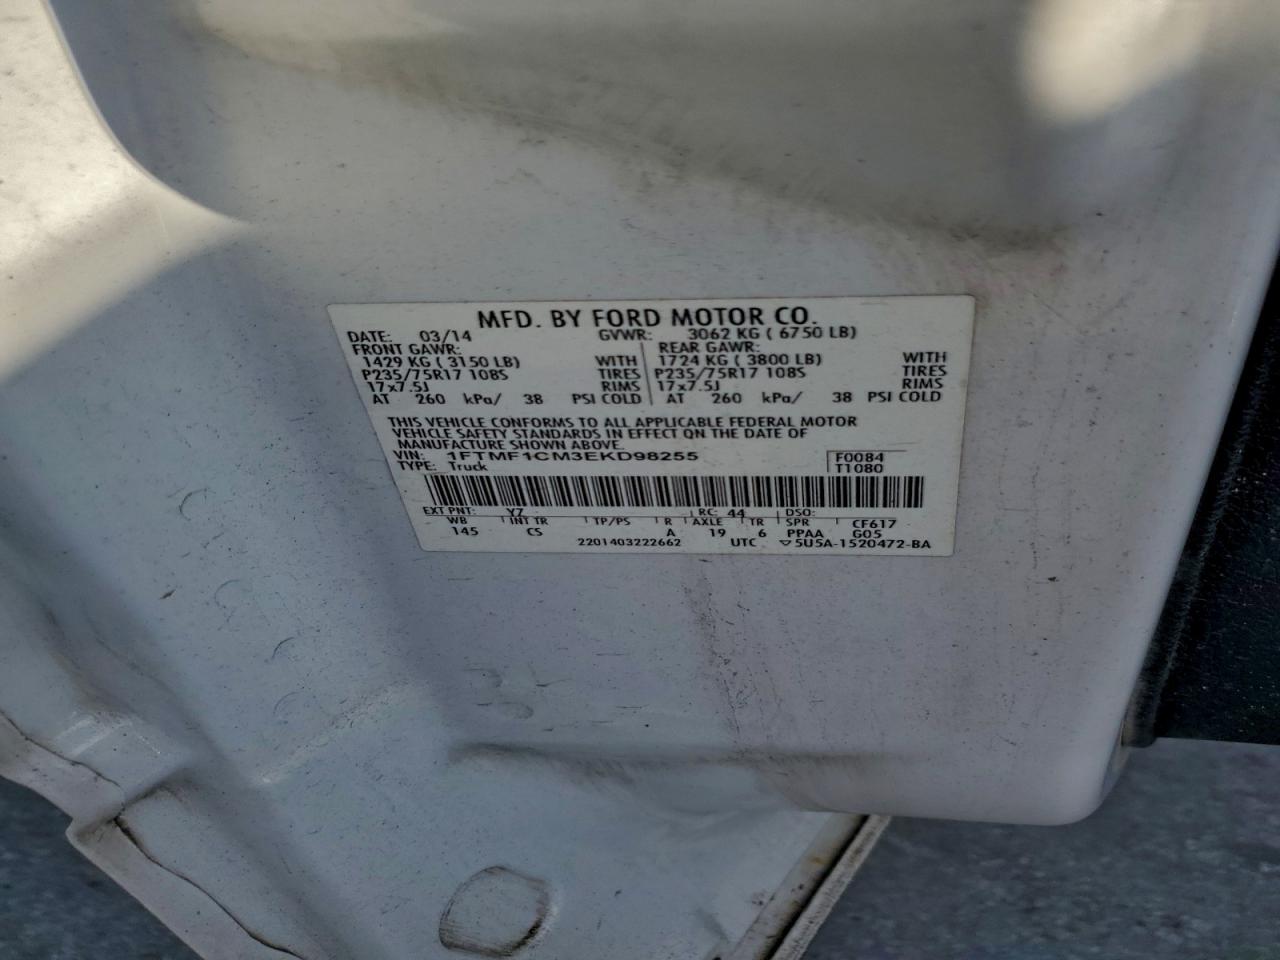 MFD. BY FORD MOTOR CO.
DATE: 03/14 GVWR: 3062 KG ( 6750 LB)
FRONT GAWR: REAR GAWR:
1429 KG ( 3150 LB) WITH 1724 KG ( 3800 LB) WITH
P235/75R17 108S TIRES P235/75R17 108S TIRES
17x7.5J RIMS 17x7.5J RIMS
AT 260 kPa/ 38 PSI COLD AT 260 kPa/ 38 PSI COLD
THIS VEHICLE CONFORMS TO ALL APPLICABLE FEDERAL MOTOR
VEHICLE SAFETY STANDARDS IN EFFECT ON THE DATE OF
MANUFACTURE SHOWN ABOVE.
VIN: 1FTMF1CM3EKD98255 F0084
TYPE: Truck T1080
EXT PNT: Y7 RC: 44 DSO:
WB INT TR TP/PS R AXLE TR SPR CF617
145 CS A 19 6 PPAA G05
2201403222662 UTC ▽5U5A-1520472-BA